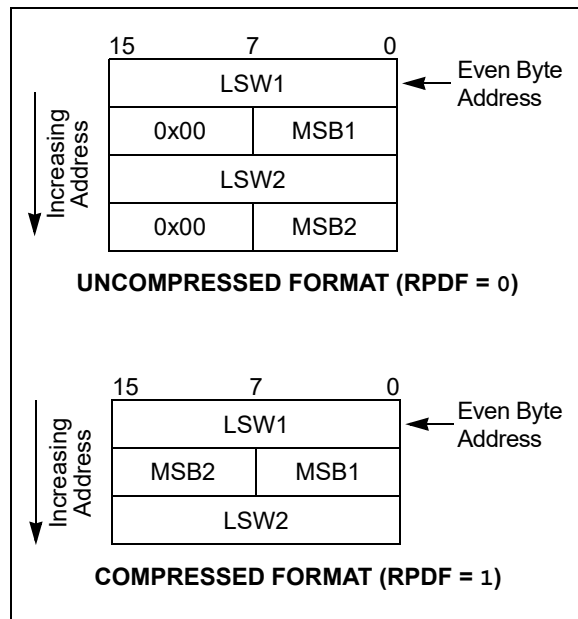 15 7 0
LSW1
Even Byte
Address
0x00 MSB1
LSW2
0x00 MSB2
Increasing
Address
UNCOMPRESSED FORMAT (RPDF = 0)
15 7 0
LSW1
Even Byte
Address
MSB2 MSB1
LSW2
Increasing
Address
COMPRESSED FORMAT (RPDF = 1)